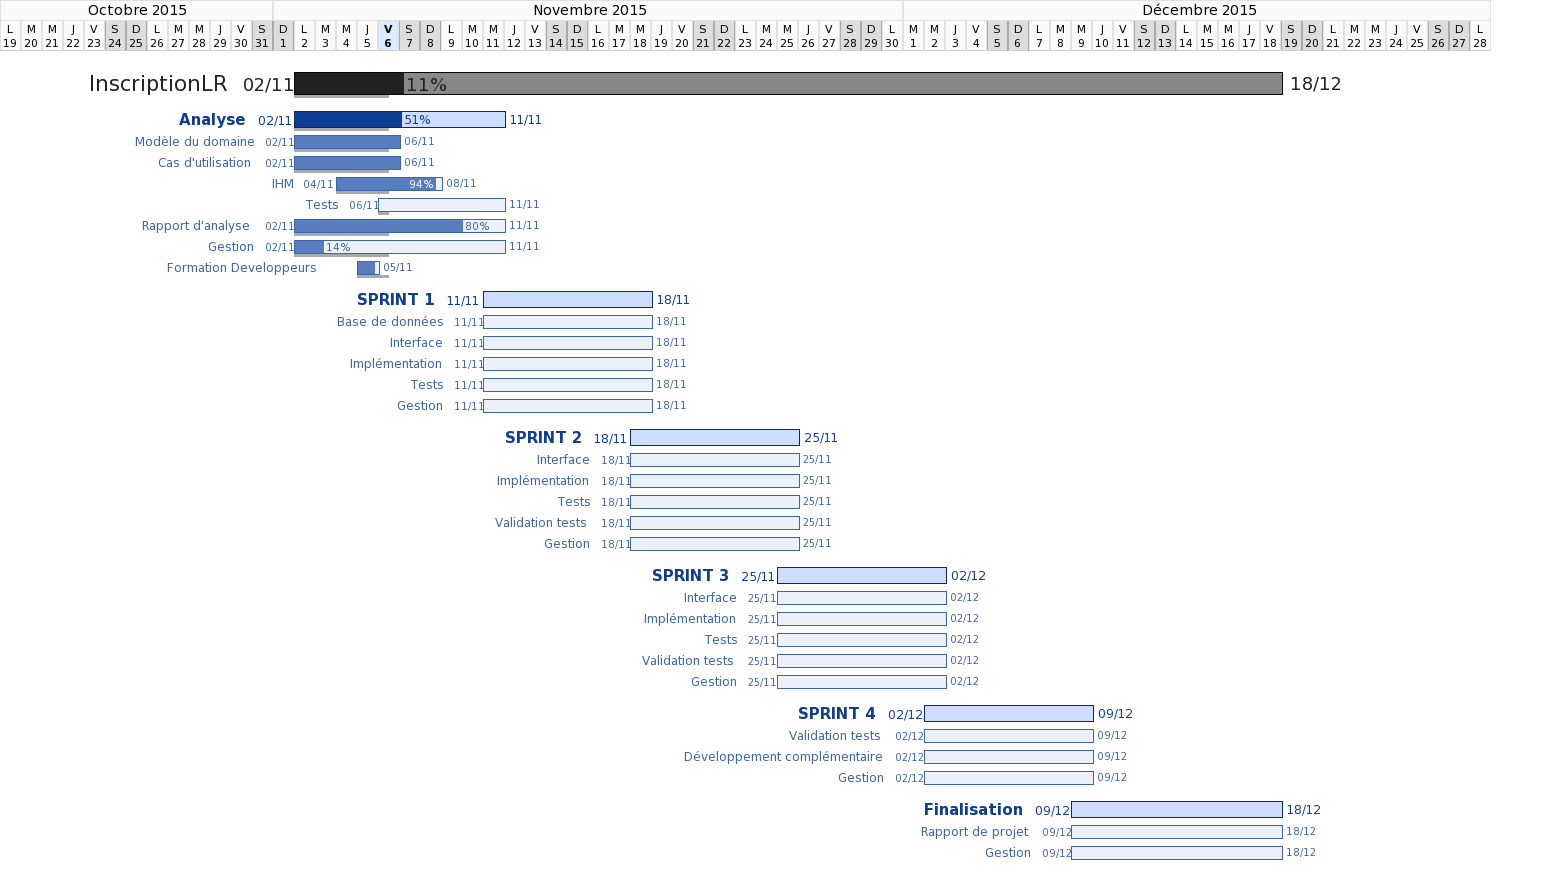 Octobre 2015 Novembre 2015 Décembre 2015
L M M J V S D L M M J V S D L M M J V S D L M M J V S D L M M J V S D L M M J V S D L M M J V S D L M M J V S D L M M J V S D L M M J V S D L
19 20 21 22 23 24 25 26 27 28 29 30 31 1 2 3 4 5 6 7 8 9 10 11 12 13 14 15 16 17 18 19 20 21 22 23 24 25 26 27 28 29 30 1 2 3 4 5 6 7 8 9 10 11 12 13 14 15 16 17 18 19 20 21 22 23 24 25 26 27 28
InscriptionLR 02/11 11% 18/12
Analyse 02/11 51% 11/11
Modèle du domaine 02/11 06/11
Cas d'utilisation 02/11 06/11
IHM 04/11 94% 08/11
Tests 06/11 11/11
Rapport d'analyse 02/11 80% 11/11
Gestion 02/11 14% 11/11
Formation Developpeurs 05/11
SPRINT 1 11/11 18/11
Base de données 11/11 18/11
Interface 11/11 18/11
Implémentation 11/11 18/11
Tests 11/11 18/11
Gestion 11/11 18/11
SPRINT 2 18/11 25/11
Interface 18/11 25/11
Implémentation 18/11 25/11
Tests 18/11 25/11
Validation tests 18/11 25/11
Gestion 18/11 25/11
SPRINT 3 25/11 02/12
Interface 25/11 02/12
Implémentation 25/11 02/12
Tests 25/11 02/12
Validation tests 25/11 02/12
Gestion 25/11 02/12
SPRINT 4 02/12 09/12
Validation tests 02/12 09/12
Développement complémentaire 02/12 09/12
Gestion 02/12 09/12
Finalisation 09/12 18/12
Rapport de projet 09/12 18/12
Gestion 09/12 18/12